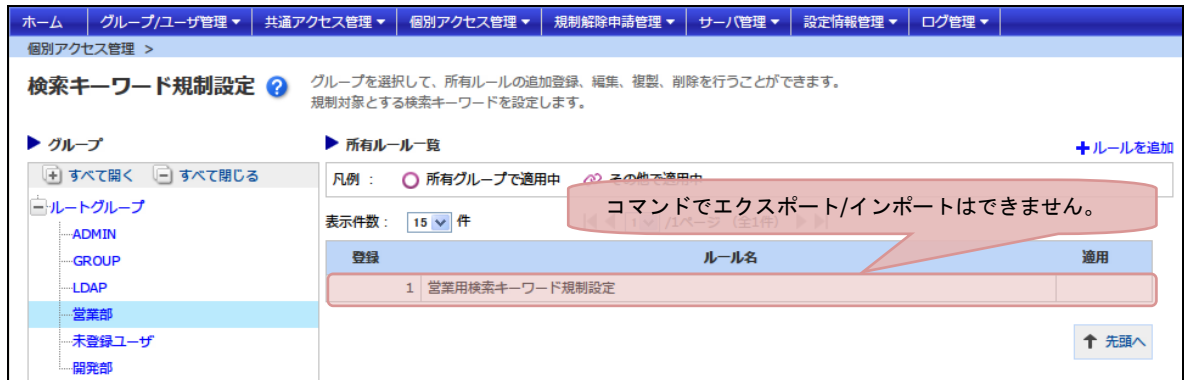 ホーム グループ/ユーザ管理▼ 共通アクセス管理▼ 個別アクセス管理▼ 規制解除申請管理▼ サーバ管理▼ 設定情報管理▼ ログ管理▼
個別アクセス管理 >
検索キーワード規制設定 ? グループを選択して、所有ルールの追加登録、編集、複製、削除を行うことができます。
規制対象とする検索キーワードを設定します。
▶ グループ
すべて開く すべて閉じる
ルートグループ
ADMIN
GROUP
LDAP
営業部
未登録ユーザ
開発部
▶ 所有ルール一覧
+ルールを追加
凡例 : 所有グループで適用中 その他で適用中
コマンドでエクスポート/インポートはできません。
表示件数 : 15 件 1 /1ページ (全1件)
登録 ルール名 適用
1 営業用検索キーワード規制設定
↑ 先頭へ